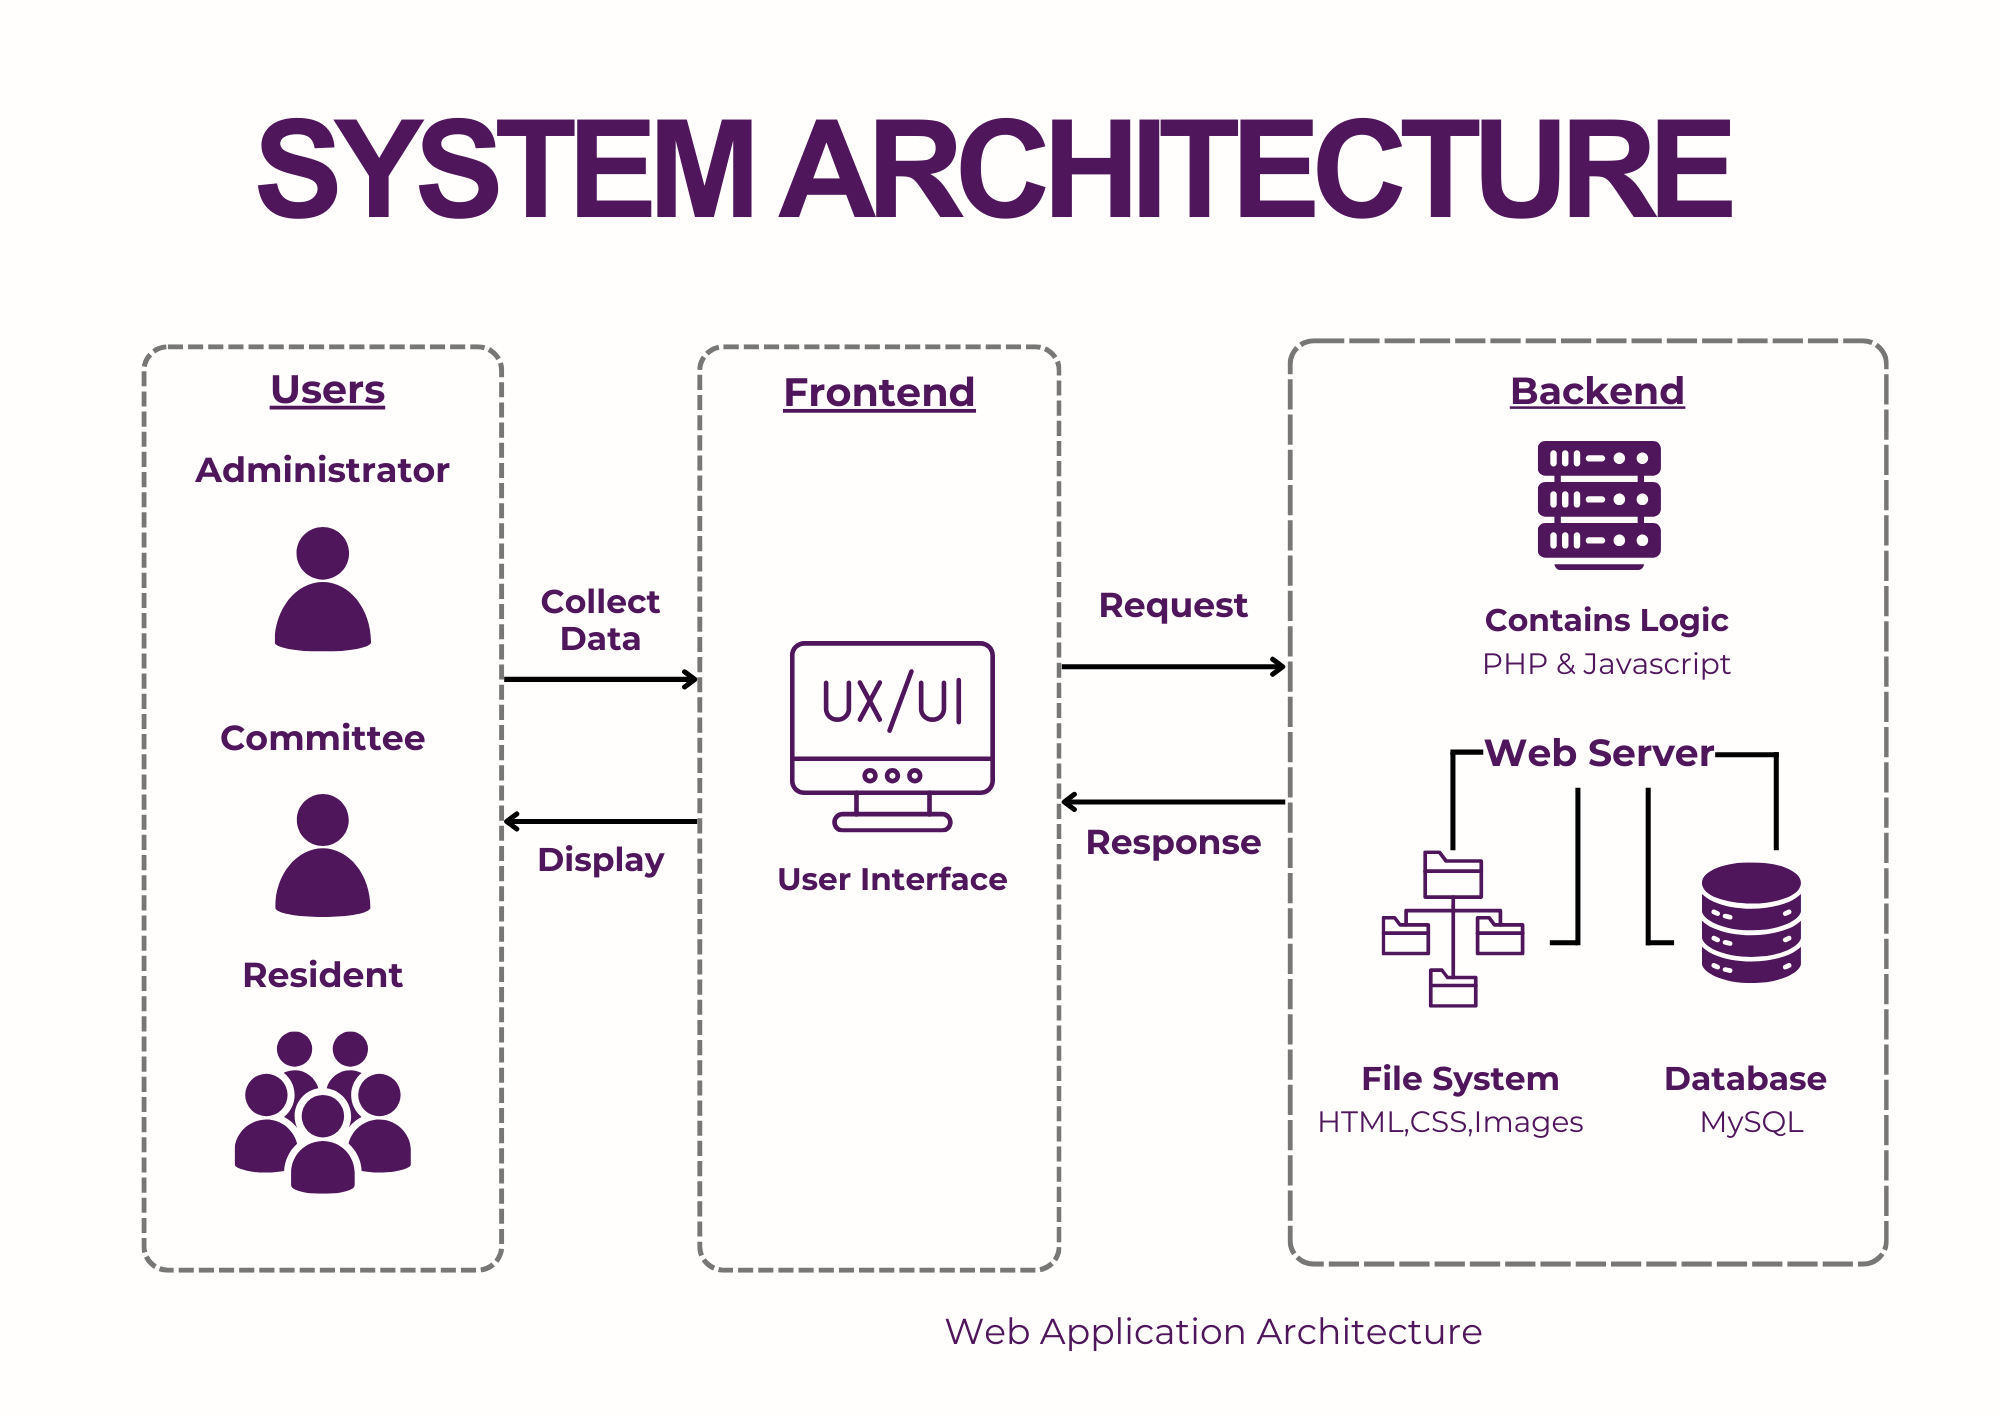 SYSTEM ARCHITECTURE
Users
Administrator
Committee
Resident
Collect
Data
Display
Frontend
UX/UI
User Interface
Request
Response
Backend
Contains Logic
PHP & Javascript
Web Server
File System
HTML,CSS,Images
Database
MySQL
Web Application Architecture